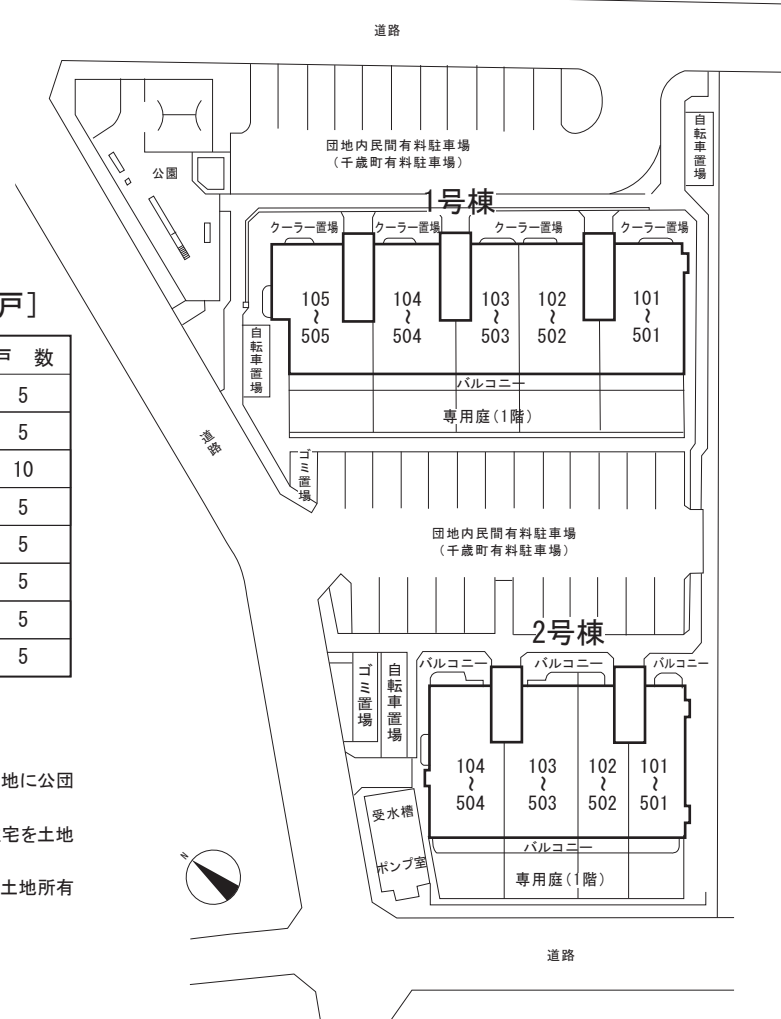 道路
団地内民間有料駐車場
（千歳町有料駐車場）
自転車置場
公園
1号棟
クーラー置場
クーラー置場
クーラー置場
クーラー置場
105～505
104～504
103～503
102～502
101～501
自転車置場
バルコニー
専用庭（1階）
戸］
戸 数
5
5
10
5
5
5
5
5
道路
ゴミ置場
団地内民間有料駐車場
（千歳町有料駐車場）
2号棟
バルコニー
バルコニー
バルコニー
ゴミ置場
自転車置場
104～504
103～503
102～502
101～501
地に公団
宅を土地
土地所有
受水槽
ポンプ室
バルコニー
専用庭（1階）
N
道路